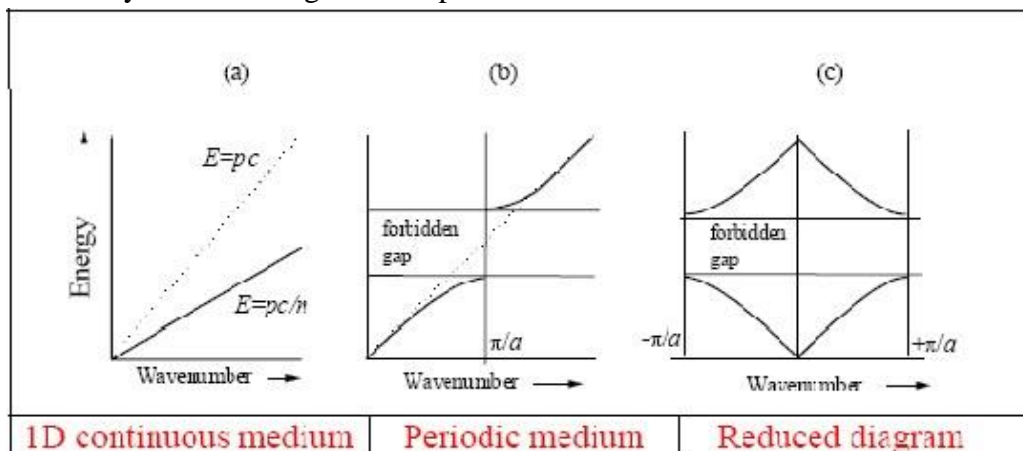 (a)
(b)
(c)
E=pc
E=pc/n
Energy
Wavenumber
forbidden
gap
π/a
Wavenumber
forbidden
gap
-π/a
+π/a
Wavenumber
1D continuous medium
Periodic medium
Reduced diagram